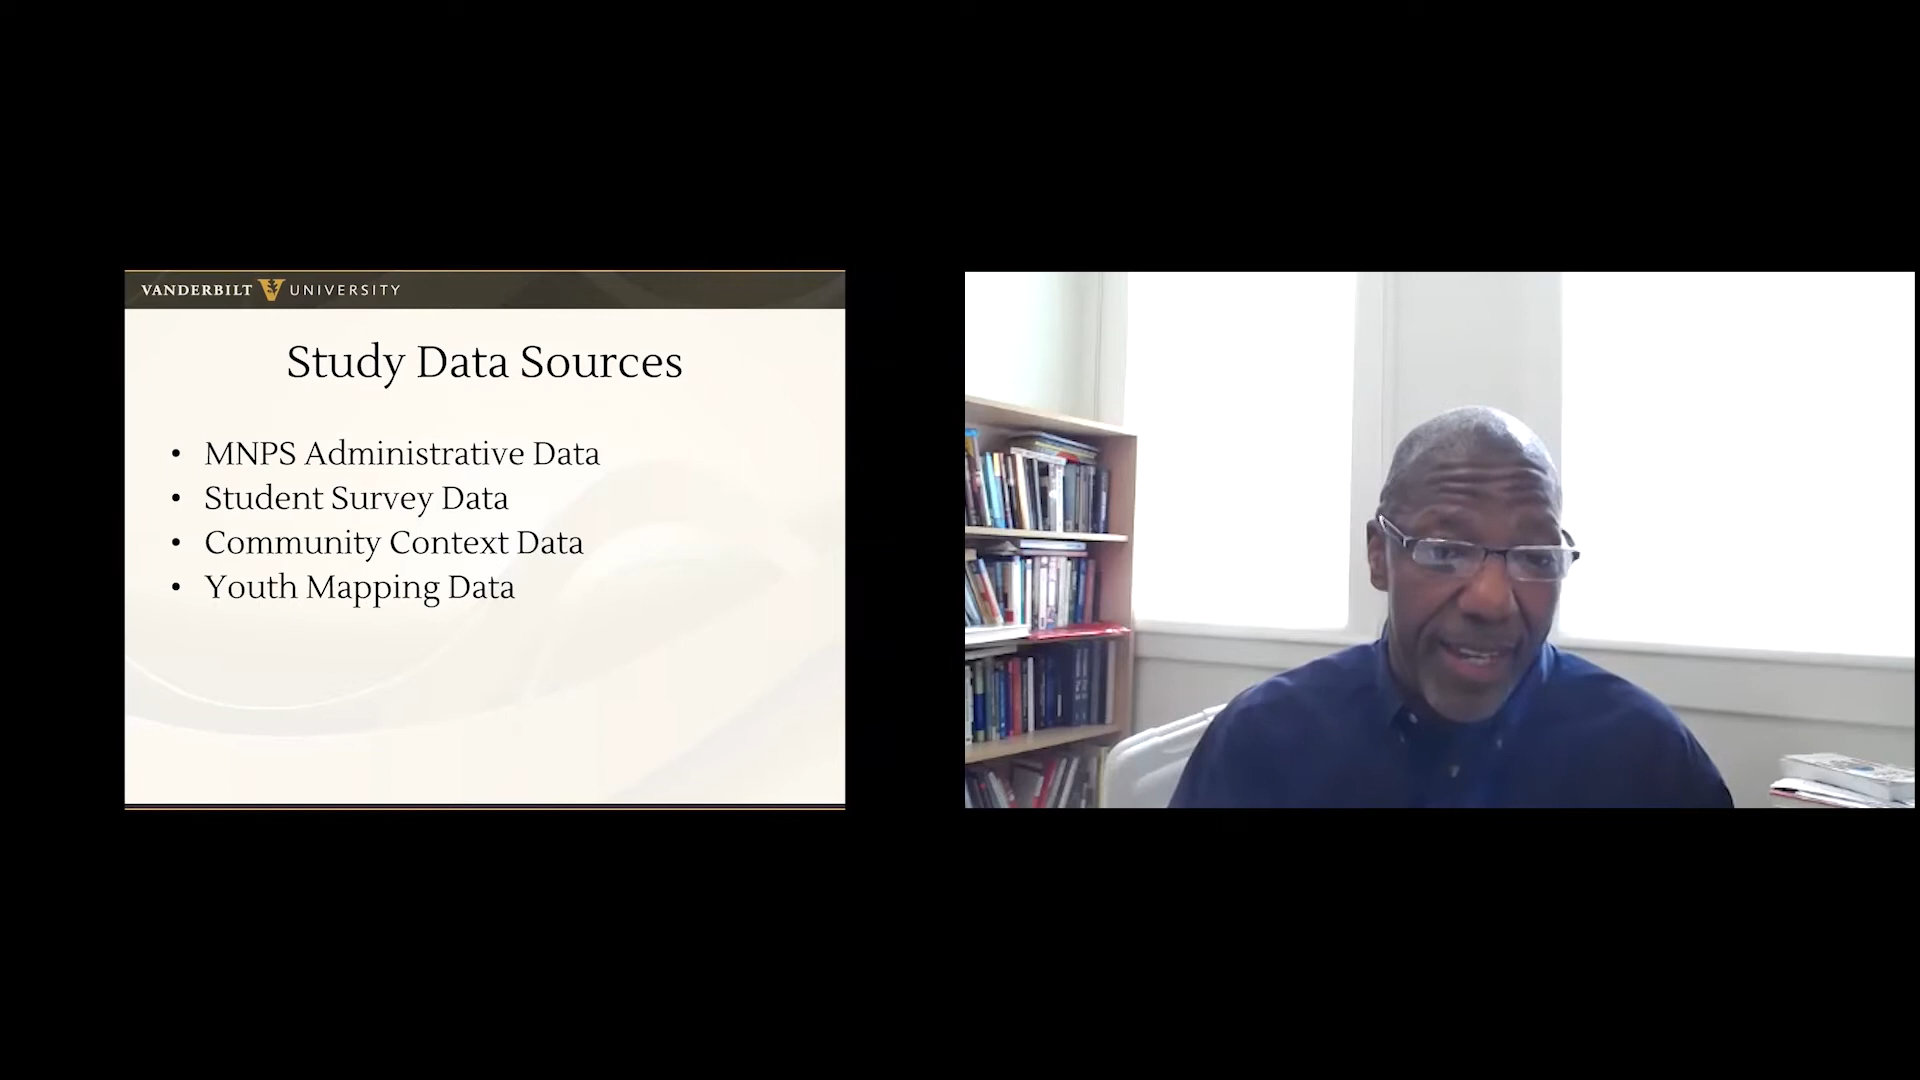 VANDERBILT UNIVERSITY
Study Data Sources
• MNPS Administrative Data
• Student Survey Data
• Community Context Data
• Youth Mapping Data